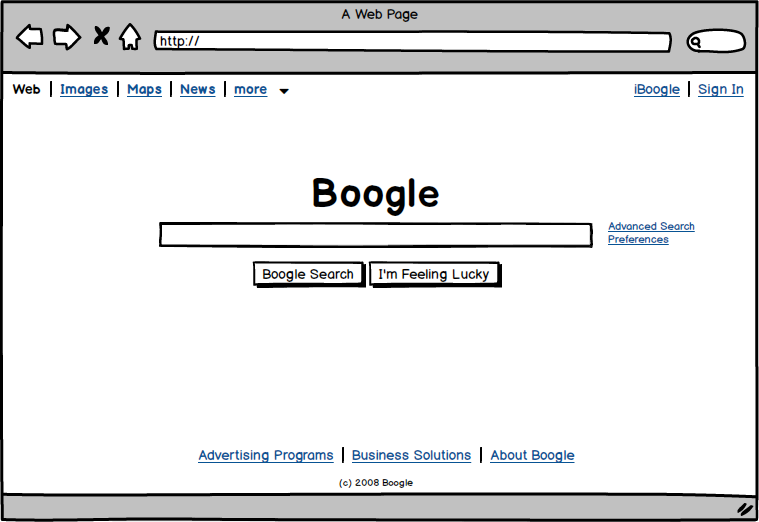 A Web Page
http://
Web | Images | Maps | News | more
iBoogle | Sign In
Boogle
Advanced Search
Preferences
Boogle Search
I'm Feeling Lucky
Advertising Programs | Business Solutions | About Boogle
(c) 2008 Boogle